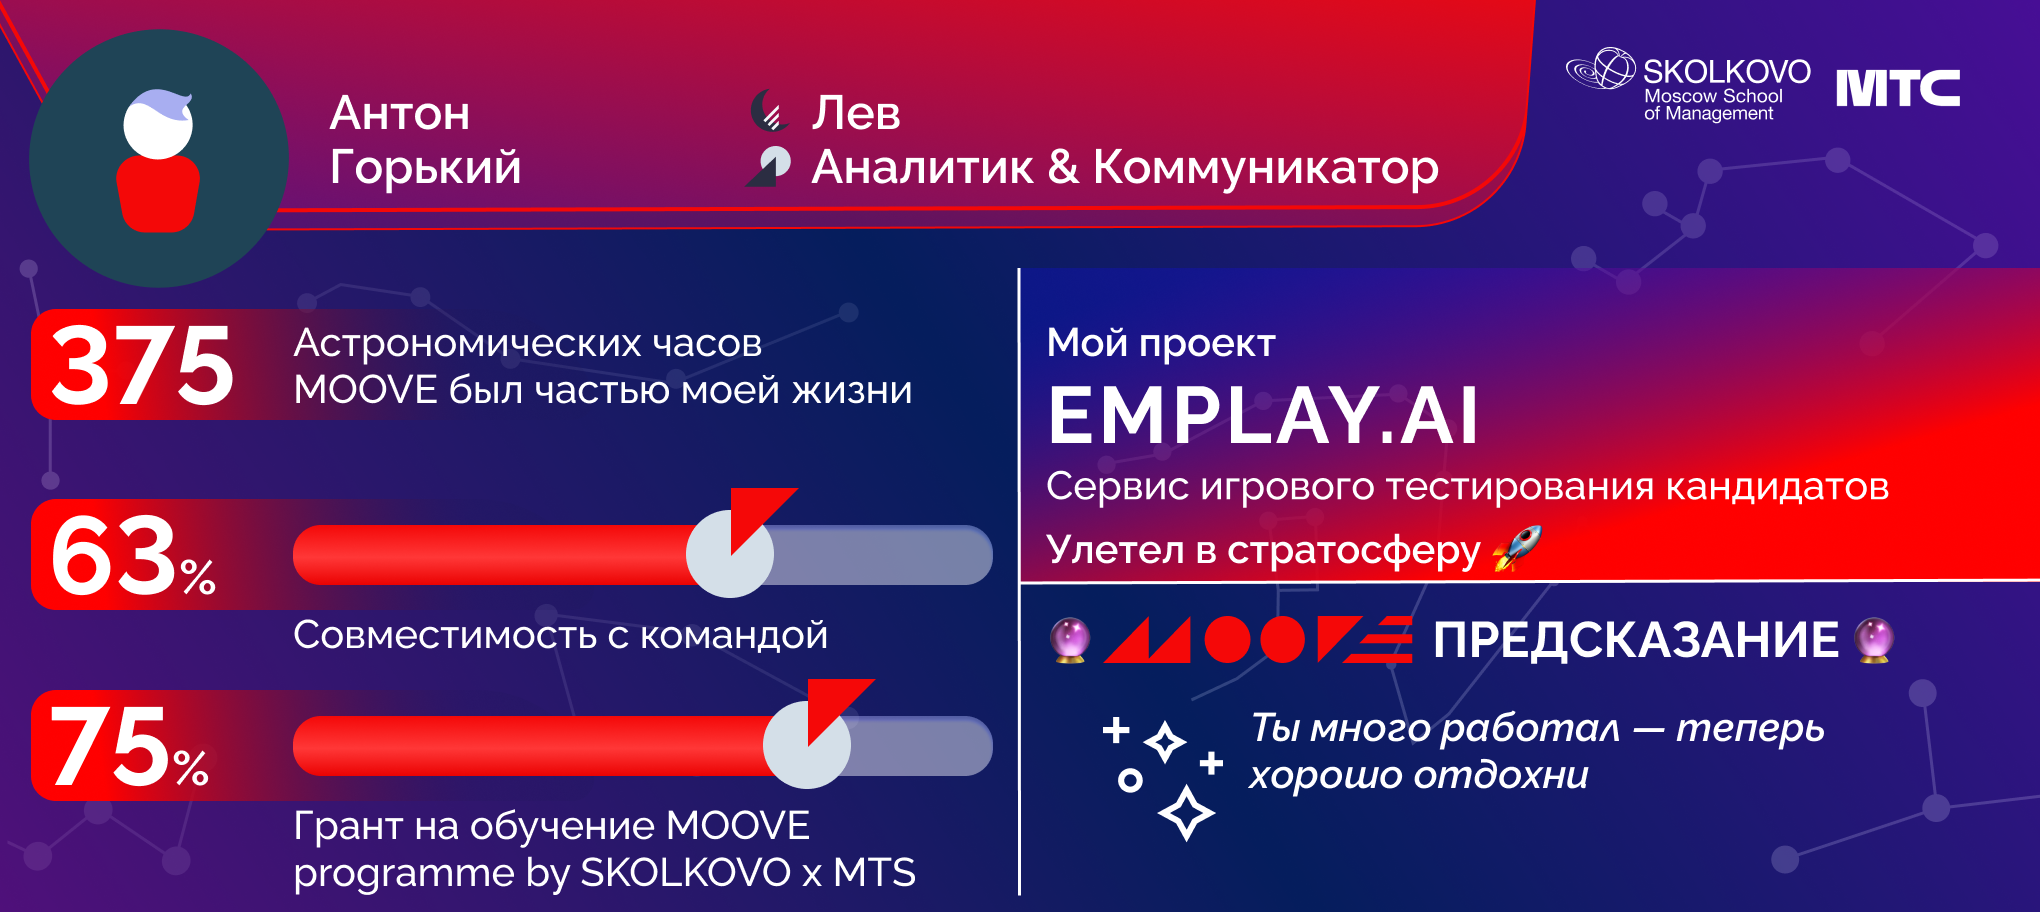 Антон
Горький
Лев
Аналитик & Коммуникатор
SKOLKOVO
Moscow School
of Management
МТС
375
Астрономических часов
MOOVE был частью моей жизни
63%
Совместимость с командой
75%
Грант на обучение MOOVE
programme by SKOLKOVO x MTS
Мой проект
EMPLAY.AI
Сервис игрового тестирования кандидатов
Улетел в стратосферу 🚀
🔮 MOOVE ПРЕДСКАЗАНИЕ 🔮
Ты много работал — теперь
хорошо отдохни